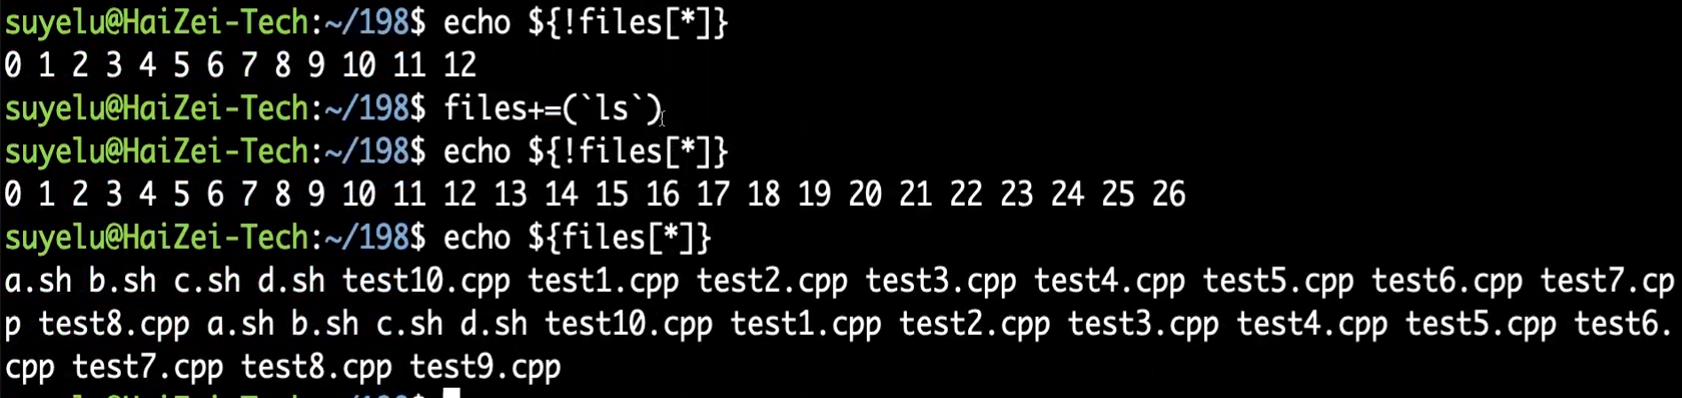 suyelu@HaiZei-Tech:~/198$ echo ${!files[*]}
0 1 2 3 4 5 6 7 8 9 10 11 12
suyelu@HaiZei-Tech:~/198$ files+=(`ls`)
suyelu@HaiZei-Tech:~/198$ echo ${!files[*]}
0 1 2 3 4 5 6 7 8 9 10 11 12 13 14 15 16 17 18 19 20 21 22 23 24 25 26
suyelu@HaiZei-Tech:~/198$ echo ${files[*]}
a.sh b.sh c.sh d.sh test10.cpp test1.cpp test2.cpp test3.cpp test4.cpp test5.cpp test6.cpp test7.cp
p test8.cpp a.sh b.sh c.sh d.sh test10.cpp test1.cpp test2.cpp test3.cpp test4.cpp test5.cpp test6.
cpp test7.cpp test8.cpp test9.cpp
suyelu@HaiZei-Tech:~/198$